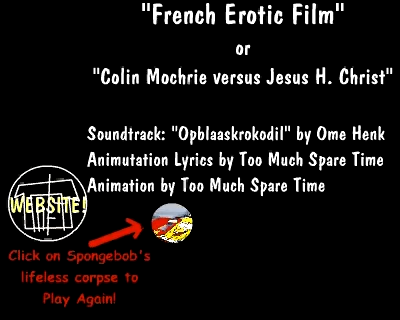 "French Erotic Film"
or
"Colin Mochrie versus Jesus H. Christ"
Soundtrack: "Opblaaskrokodil" by Ome Henk
Animutation Lyrics by Too Much Spare Time
Animation by Too Much Spare Time
WEBSITE!
Click on Spongebob's
lifeless corpse to
Play Again!